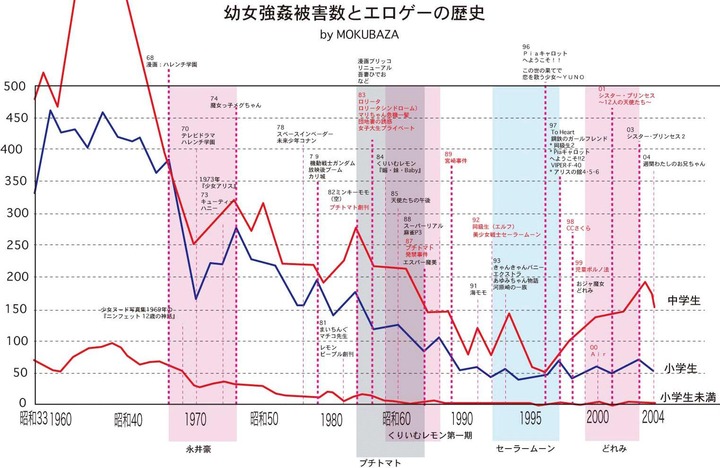 幼女強姦被害数とエロゲーの歴史
by MOKUBAZA
68
漫画：ハレンチ学園
74
魔女っ子メグちゃん
70
テレビドラマ
ハレンチ学園
1973年
『少女アリス』
73
キューティー
ハニー
少女ヌード写真集1969年の
『ニンフェット 12歳の神話』
78
スペースインベーダー
未来少年コナン
79
機動戦士ガンダム
放映後ブーム
カリ城
82ミンキーモモ
（空）
プチトマト創刊
81
まいちんぐ
マチコ先生
レモン
ピープル創刊
漫画ブリッコ
リニューアル
吾妻ひでお
など
83
ロリータ
ロリータ(シンドローム)
マリちゃん危機一髪
団地妻の誘惑
女子大生プライベート
84
くりいむレモン
『媚・妹・Baby』
85
天使たちの午後
88
スーパーリアル
麻雀P3
87
プチトマト
発禁事件
エスパー魔美
89
宮崎事件
92
同級生（エルフ）
美少女戦士セーラームーン
93
きゃんきゃんバニー
エクストラ
あゆみちゃん物語
河原崎の一族
91
海モモ
96
Ｐｉａキャロット
へようこそ！！
この世の果てで
恋を歌う少女～YUNO
97
To Heart
鋼鉄のガールフレンド
* 同級生2
* Piaキャロット
へようこそ!!2
VIPER-F-40
* アリスの館4･5･6
98
CCさくら
99
児童ポルノ法
おジャ魔女
どれみ
00
Ａｉｒ
01
シスター・プリンセス
～12人の天使たち～
03
シスター･プリンセス2
04
週間わたしのお兄ちゃん
500
450
400
350
300
250
200
150
100
50
0
中学生
小学生
小学生未満
昭和33 1960 昭和40 1970 昭和50 1980 昭和60 1990 1995 2000 2004
くりいむレモン第一期
永井豪
プチトマト
セーラームーン
どれみ